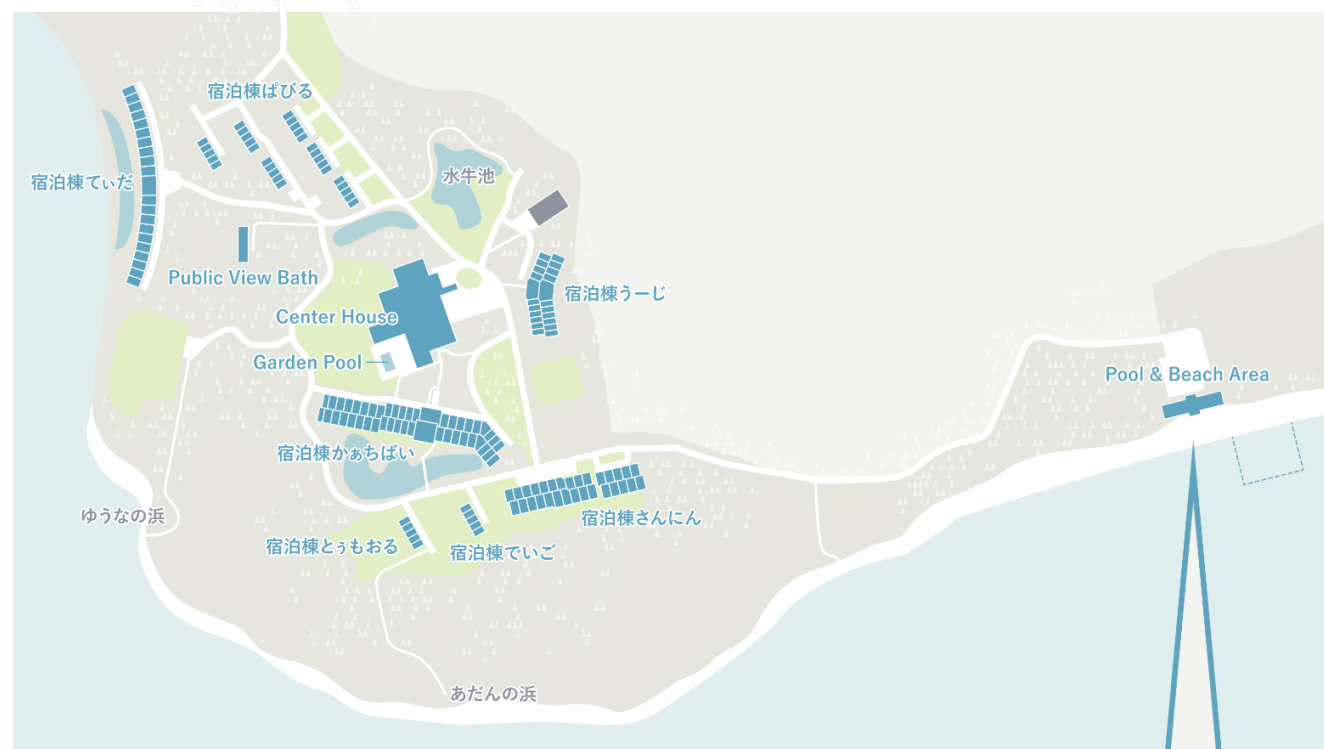 宿泊棟ぱびる
水牛池
宿泊棟てぃだ
Public View Bath
宿泊棟うーじ
Center House
Garden Pool
Pool & Beach Area
宿泊棟かぁちばい
ゆうなの浜
宿泊棟さんにん
宿泊棟とぅもおる
宿泊棟でいご
あだんの浜